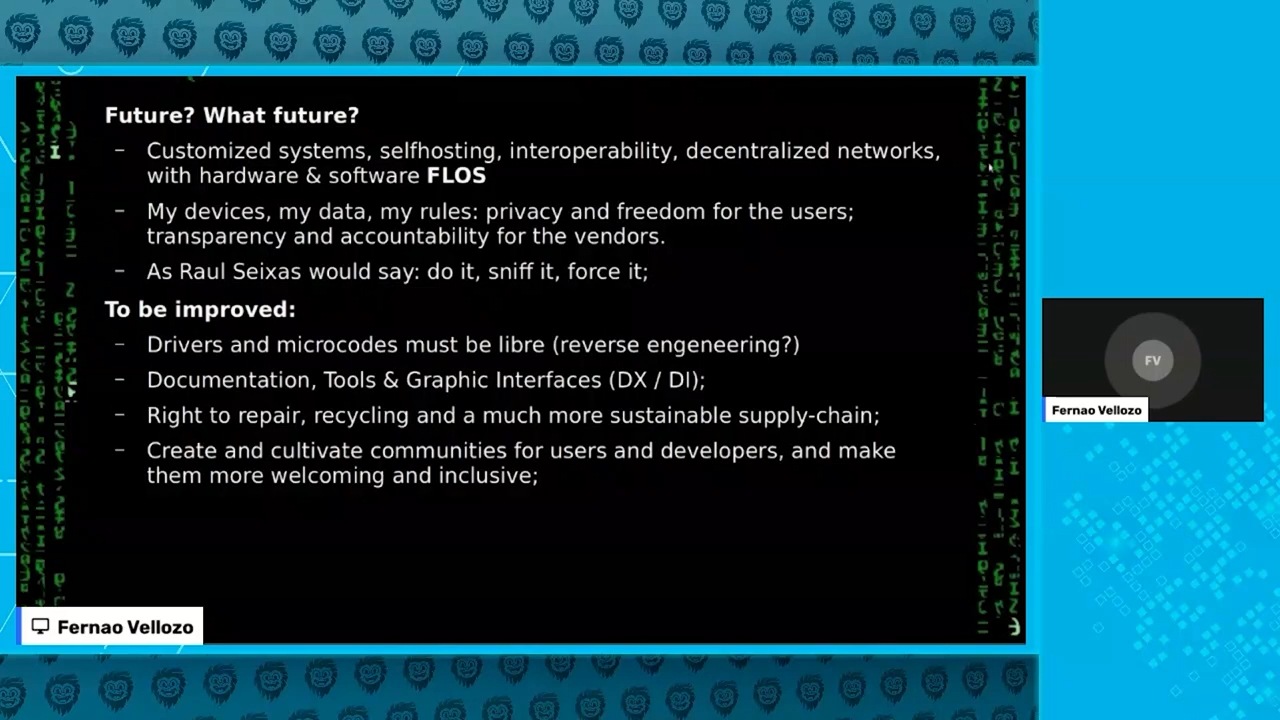 Future? What future?
– Customized systems, selfhosting, interoperability, decentralized networks,
with hardware & software FLOS
– My devices, my data, my rules: privacy and freedom for the users;
transparency and accountability for the vendors.
– As Raul Seixas would say: do it, sniff it, force it;
To be improved:
– Drivers and microcodes must be libre (reverse engeneering?)
– Documentation, Tools & Graphic Interfaces (DX / DI);
– Right to repair, recycling and a much more sustainable supply-chain;
– Create and cultivate communities for users and developers, and make
them more welcoming and inclusive;
Fernao Vellozo
FV
Fernao Vellozo